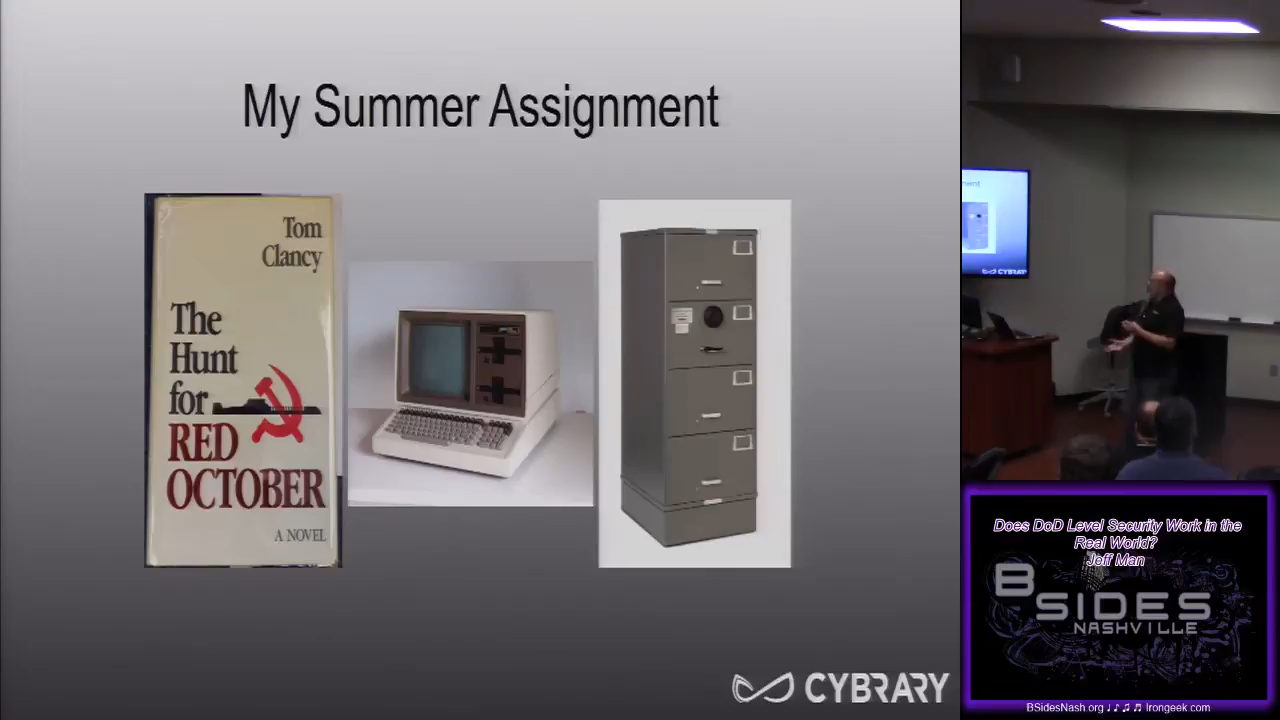 My Summer Assignment
Tom
Clancy
The
Hunt
for
RED
OCTOBER
A NOVEL
CYBRARY
CYBRARY
Does DoD Level Security Work in the
Real World?
Jeff Man
BSIDES
NASHVILLE
BSidesNash.org ♩♪♫♬ Irongeek.com